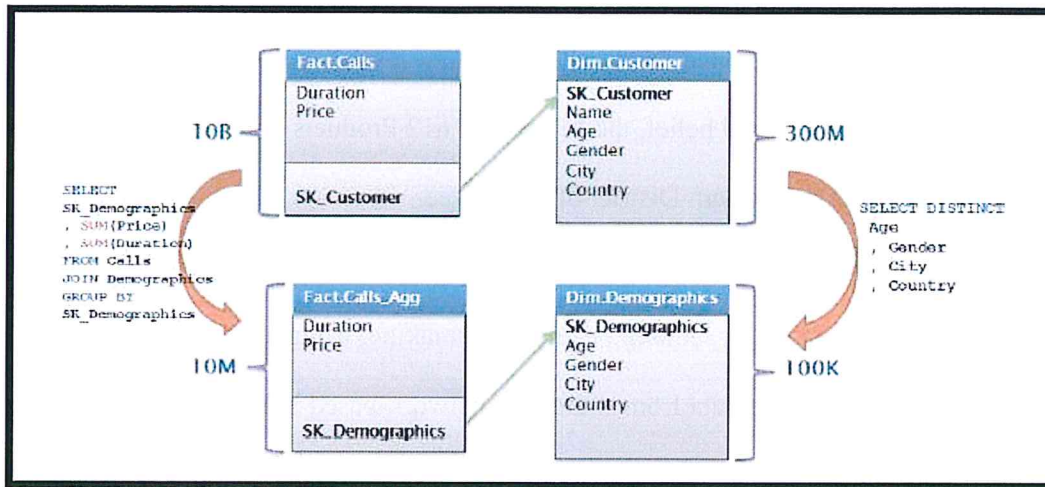 Fact.Calls
Duration
Price
SK_Customer
10B
Dim.Customer
SK_Customer
Name
Age
Gender
City
Country
300M
SELECT
SK_Demographics
, SUM(Price)
, SUM(Duration)
FROM Calls
JOIN Demographics
GROUP BY
SK_Demographics
SELECT DISTINCT
Age
, Gender
, City
, Country
Fact.Calls_Agg
Duration
Price
SK_Demographics
10M
Dim.Demographics
SK_Demographics
Age
Gender
City
Country
100K